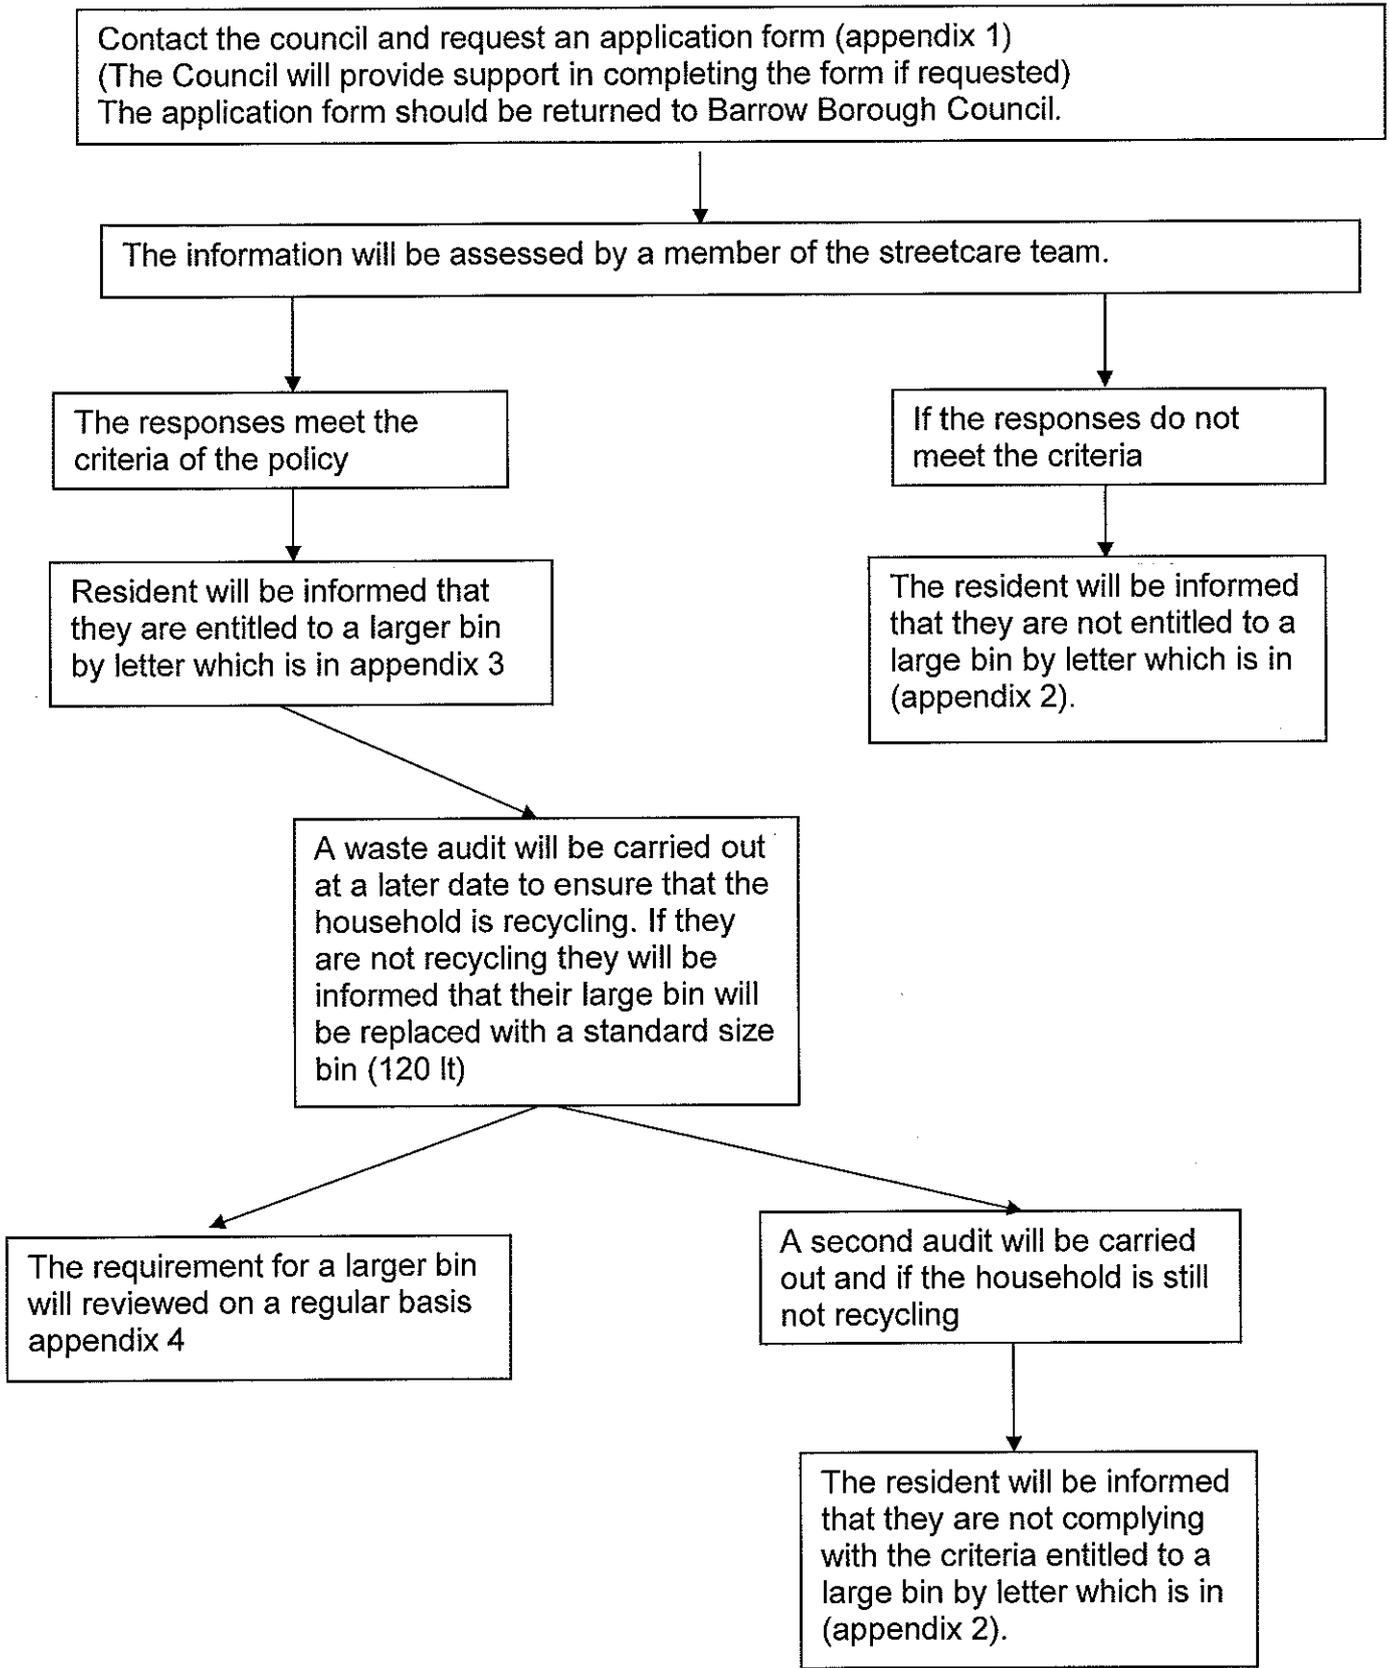 Contact the council and request an application form (appendix 1)
(The Council will provide support in completing the form if requested)
The application form should be returned to Barrow Borough Council.
The information will be assessed by a member of the streetcare team.
The responses meet the
criteria of the policy
If the responses do not
meet the criteria
Resident will be informed that
they are entitled to a larger bin
by letter which is in appendix 3
The resident will be informed
that they are not entitled to a
large bin by letter which is in
(appendix 2).
A waste audit will be carried out
at a later date to ensure that the
household is recycling. If they
are not recycling they will be
informed that their large bin will
be replaced with a standard size
bin (120 lt)
The requirement for a larger bin
will reviewed on a regular basis
appendix 4
A second audit will be carried
out and if the household is still
not recycling
The resident will be informed
that they are not complying
with the criteria entitled to a
large bin by letter which is in
(appendix 2).